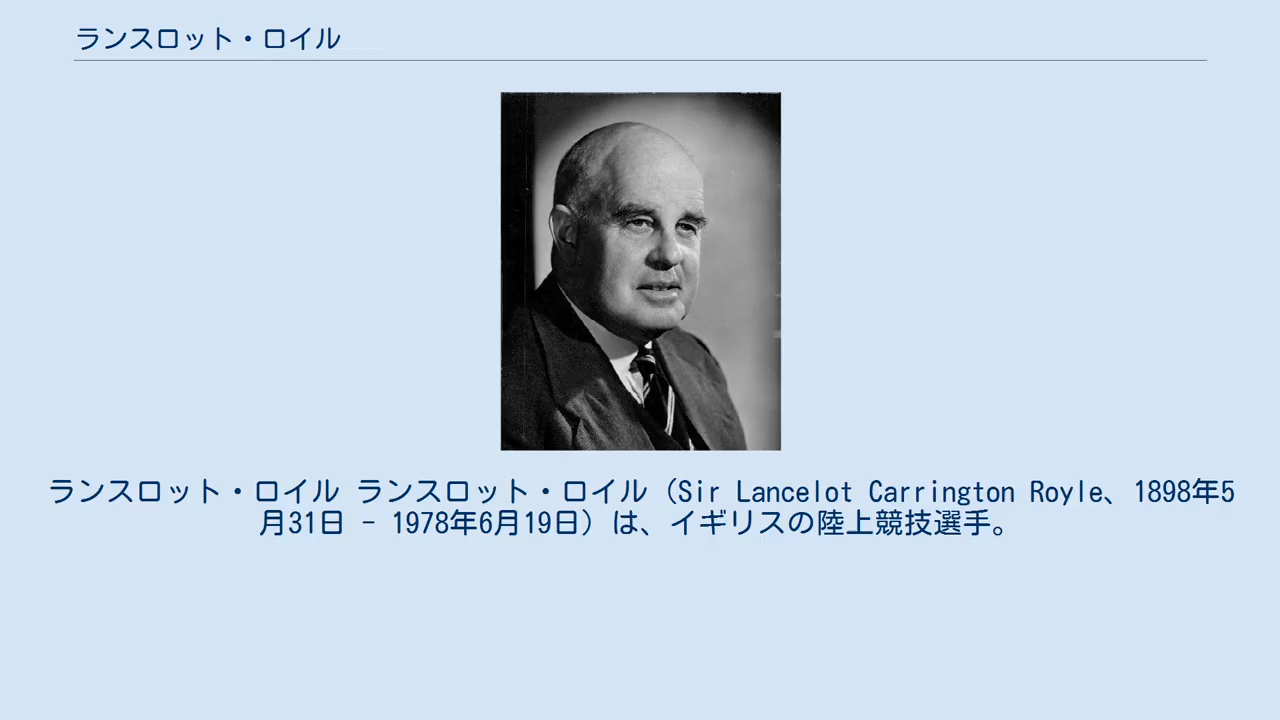 ランスロット・ロイル
ランスロット・ロイル ランスロット・ロイル（Sir Lancelot Carrington Royle、1898年5
月31日 - 1978年6月19日）は、イギリスの陸上競技選手。